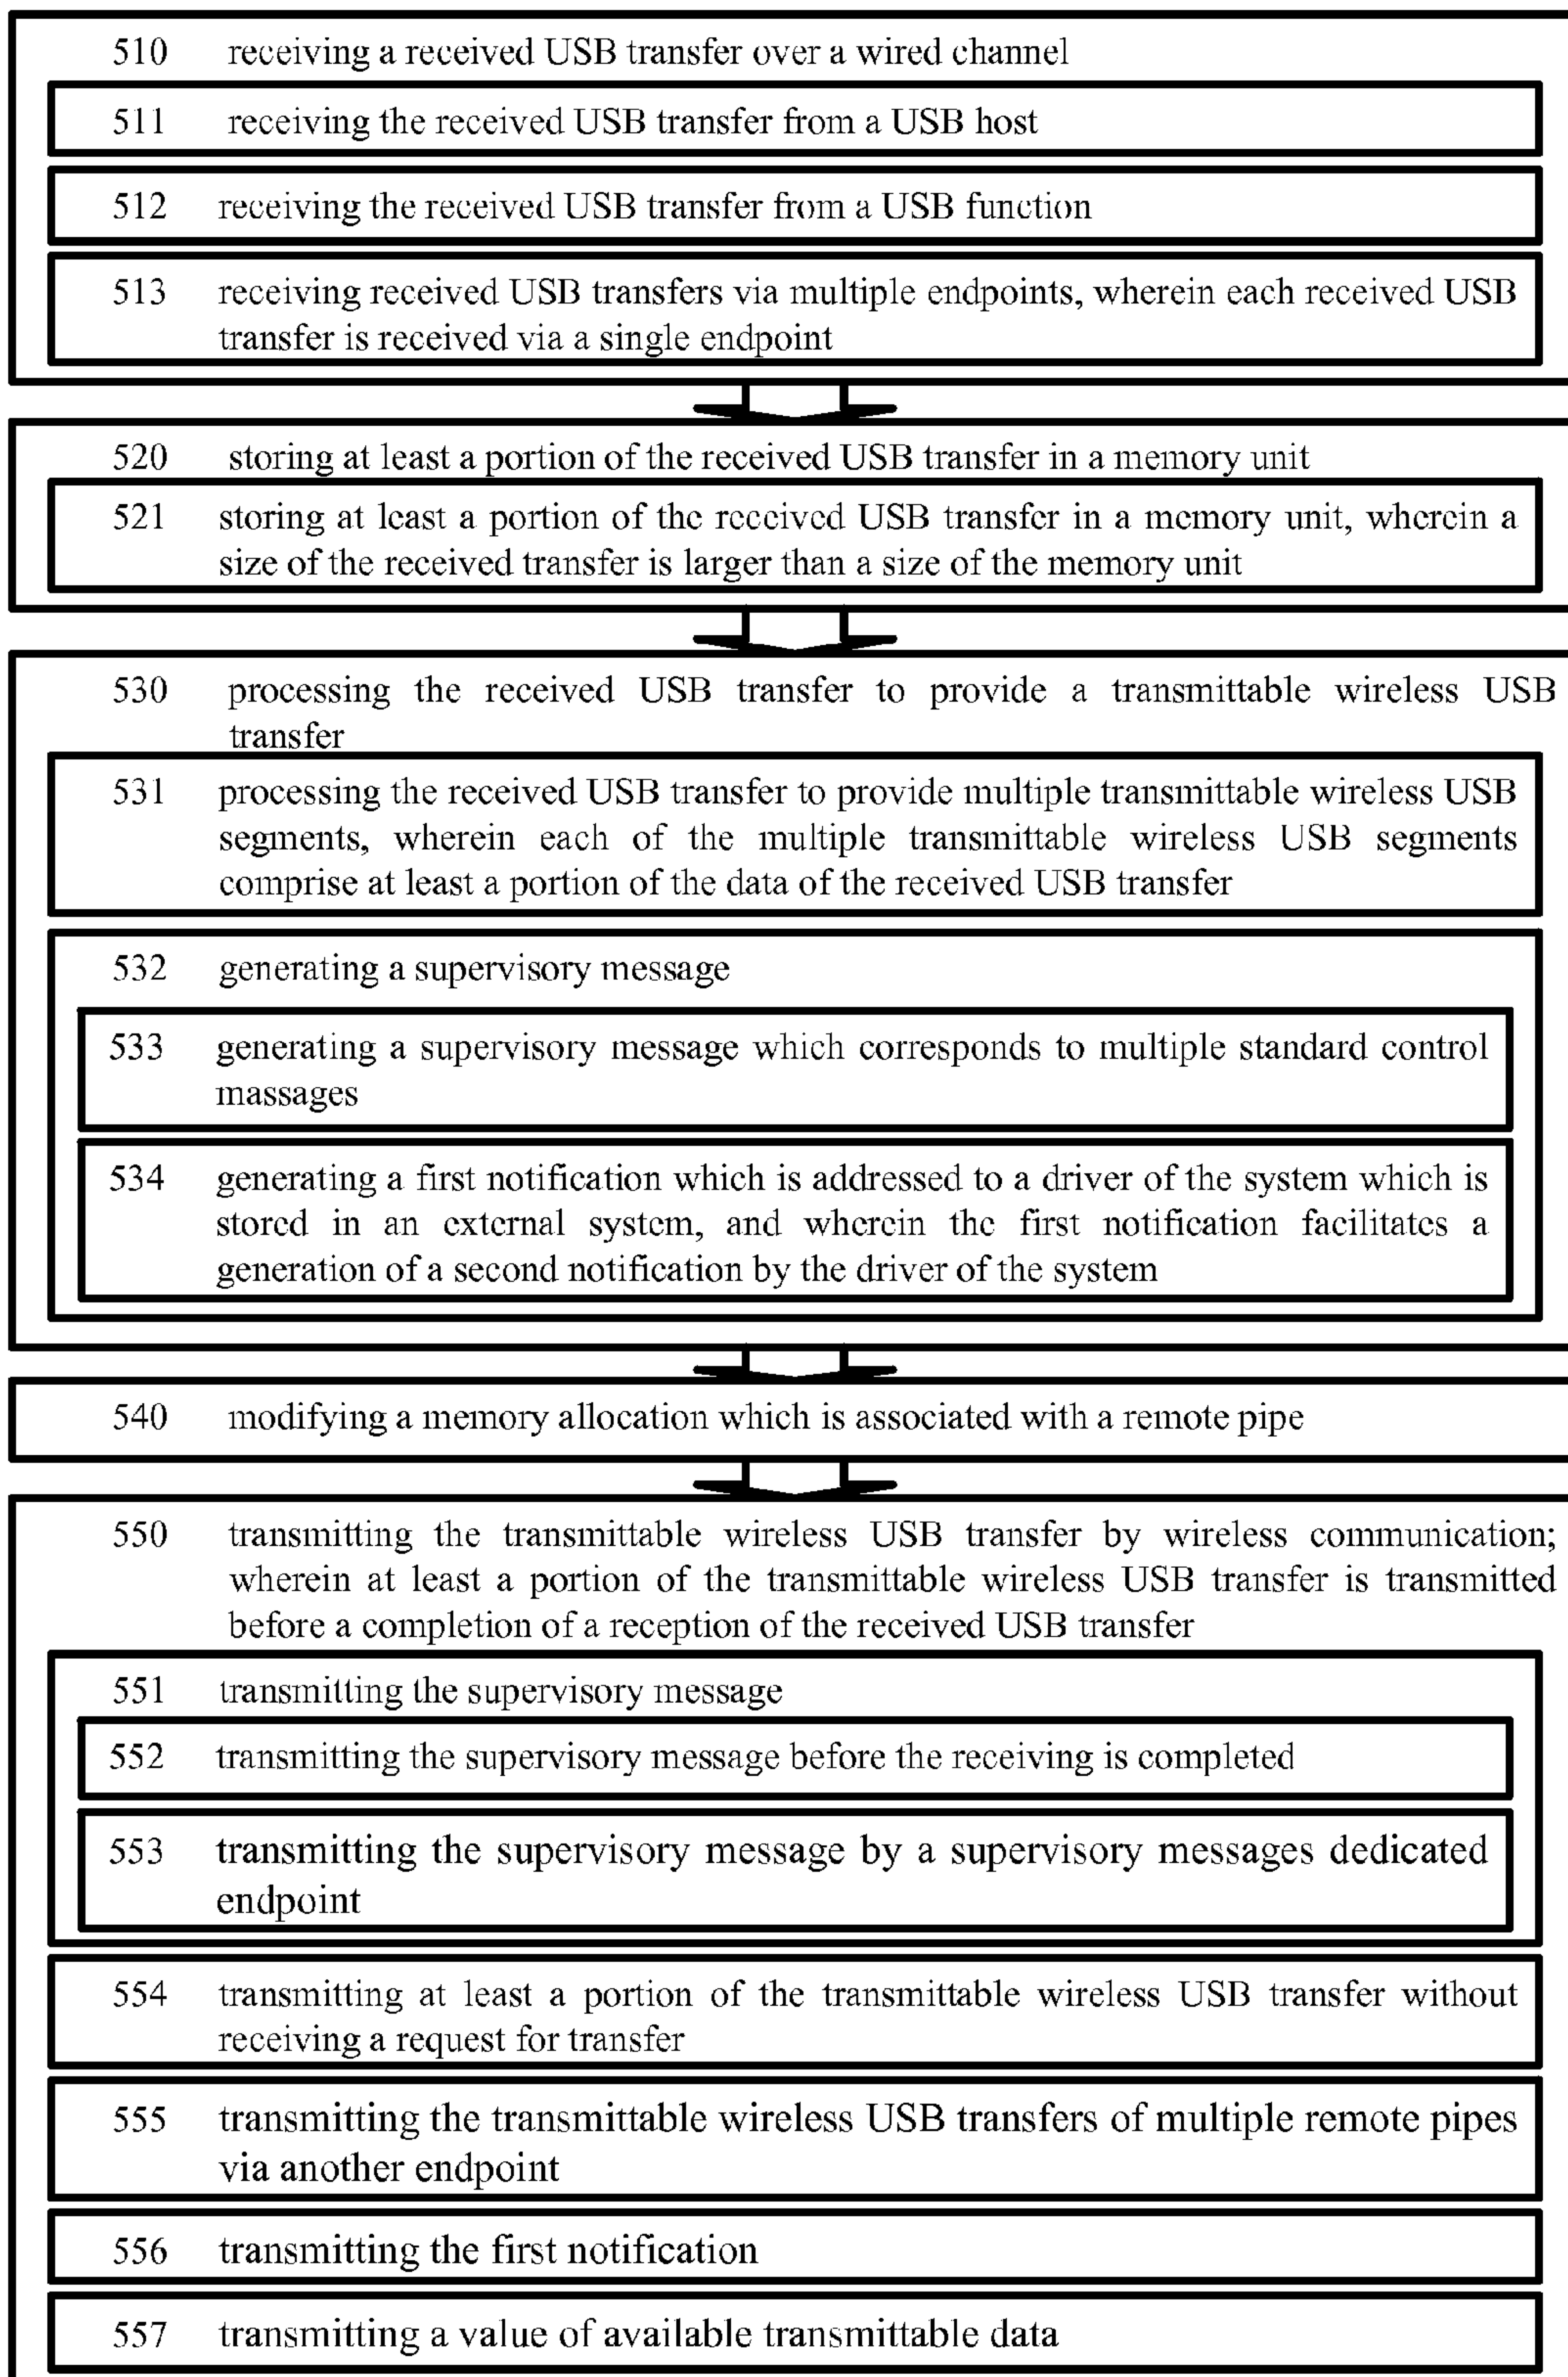 510 receiving a received USB transfer over a wired channel
511 receiving the received USB transfer from a USB host
512 receiving the received USB transfer from a USB function
513 receiving received USB transfers via multiple endpoints, wherein each received USB
transfer is received via a single endpoint
520 storing at least a portion of the received USB transfer in a memory unit
521 storing at least a portion of the received USB transfer in a memory unit, wherein a
size of the received transfer is larger than a size of the memory unit
530 processing the received USB transfer to provide a transmittable wireless USB
transfer
531 processing the received USB transfer to provide multiple transmittable wireless USB
segments, wherein each of the multiple transmittable wireless USB segments
comprise at least a portion of the data of the received USB transfer
532 generating a supervisory message
533 generating a supervisory message which corresponds to multiple standard control
massages
534 generating a first notification which is addressed to a driver of the system which is
stored in an external system, and wherein the first notification facilitates a
generation of a second notification by the driver of the system
540 modifying a memory allocation which is associated with a remote pipe
550 transmitting the transmittable wireless USB transfer by wireless communication;
wherein at least a portion of the transmittable wireless USB transfer is transmitted
before a completion of a reception of the received USB transfer
551 transmitting the supervisory message
552 transmitting the supervisory message before the receiving is completed
553 transmitting the supervisory message by a supervisory messages dedicated
endpoint
554 transmitting at least a portion of the transmittable wireless USB transfer without
receiving a request for transfer
555 transmitting the transmittable wireless USB transfers of multiple remote pipes
via another endpoint
556 transmitting the first notification
557 transmitting a value of available transmittable data